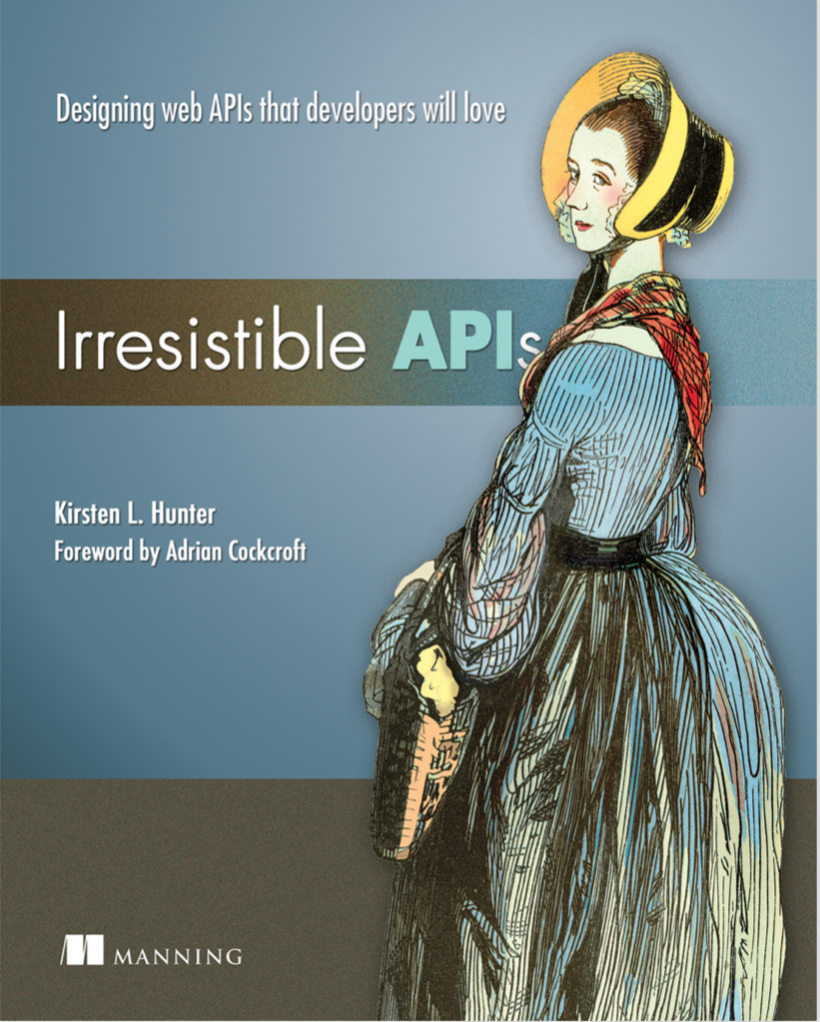 Designing web APIs that developers will love
Irresistible APIs
Kirsten L. Hunter
Foreword by Adrian Cockcroft
MANNING